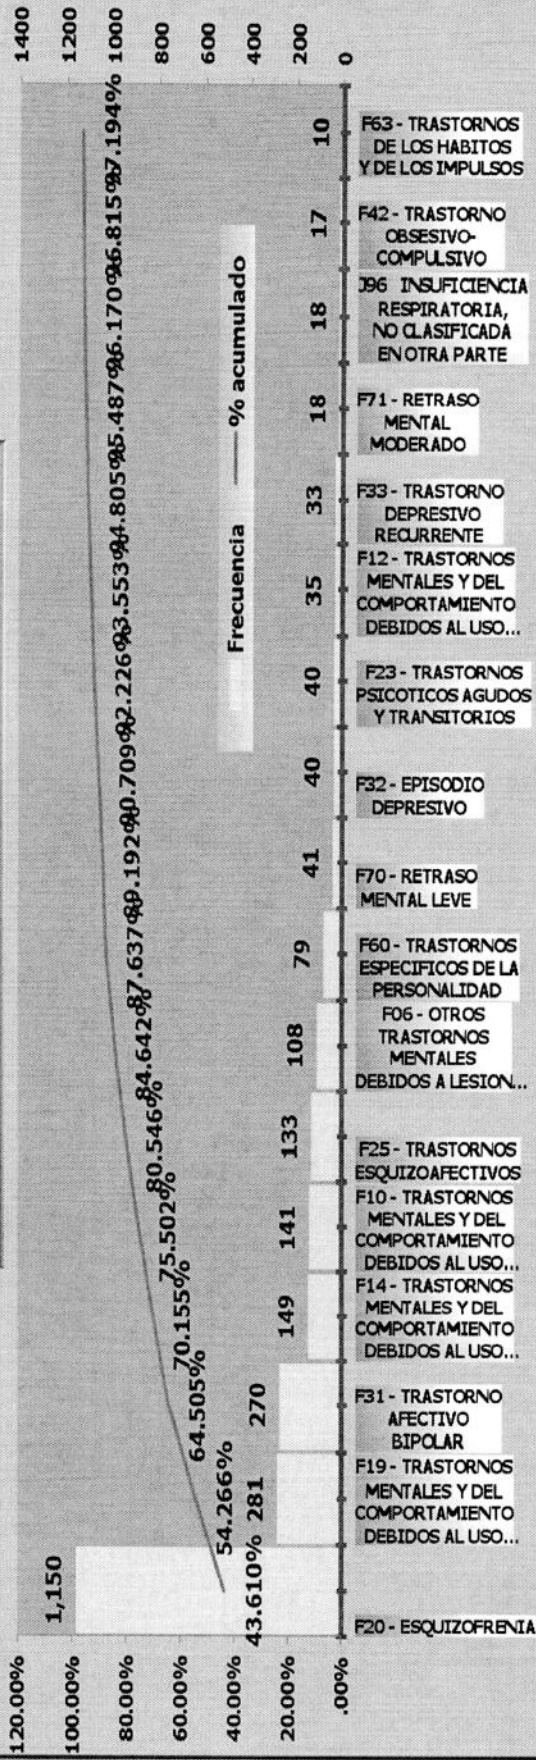 120.00%
100.00%
80.00%
60.00%
40.00%
20.00%
.00%
1400
1200
1000
800
600
400
200
0
Frecuencia
% acumulado
1,150
281
270
149
141
133
108
79
41
40
40
35
33
18
18
17
10
43.610%
54.266%
64.505%
70.155%
75.502%
80.546%
84.642%
87.637%
89.192%
90.709%
92.226%
93.553%
94.805%
95.487%
96.170%
96.815%
97.194%
F20 - ESQUIZOFRENIA
F19 - TRASTORNOS
MENTALES Y DEL
COMPORTAMIENTO
DEBIDOS AL USO...
F31 - TRASTORNO
AFECTIVO
BIPOLAR
F14 - TRASTORNOS
MENTALES Y DEL
COMPORTAMIENTO
DEBIDOS AL USO...
F10 - TRASTORNOS
MENTALES Y DEL
COMPORTAMIENTO
DEBIDOS AL USO...
F25 - TRASTORNOS
ESQUIZOAFECTIVOS
F06 - OTROS
TRASTORNOS
MENTALES
DEBIDOS A LESION...
F60 - TRASTORNOS
ESPECIFICOS DE LA
PERSONALIDAD
F70 - RETRASO
MENTAL LEVE
F32 - EPISODIO
DEPRESIVO
F23 - TRASTORNOS
PSICOTICOS AGUDOS
Y TRANSITORIOS
F12 - TRASTORNOS
MENTALES Y DEL
COMPORTAMIENTO
DEBIDOS AL USO...
F33 - TRASTORNO
DEPRESIVO
RECURRENTE
F71 - RETRASO
MENTAL
MODERADO
J96 INSUFICIENCIA
RESPIRATORIA,
NO CLASIFICADA
EN OTRA PARTE
F42 - TRASTORNO
OBSESIVO-
COMPULSIVO
F63 - TRASTORNOS
DE LOS HABITOS
Y DE LOS IMPULSOS